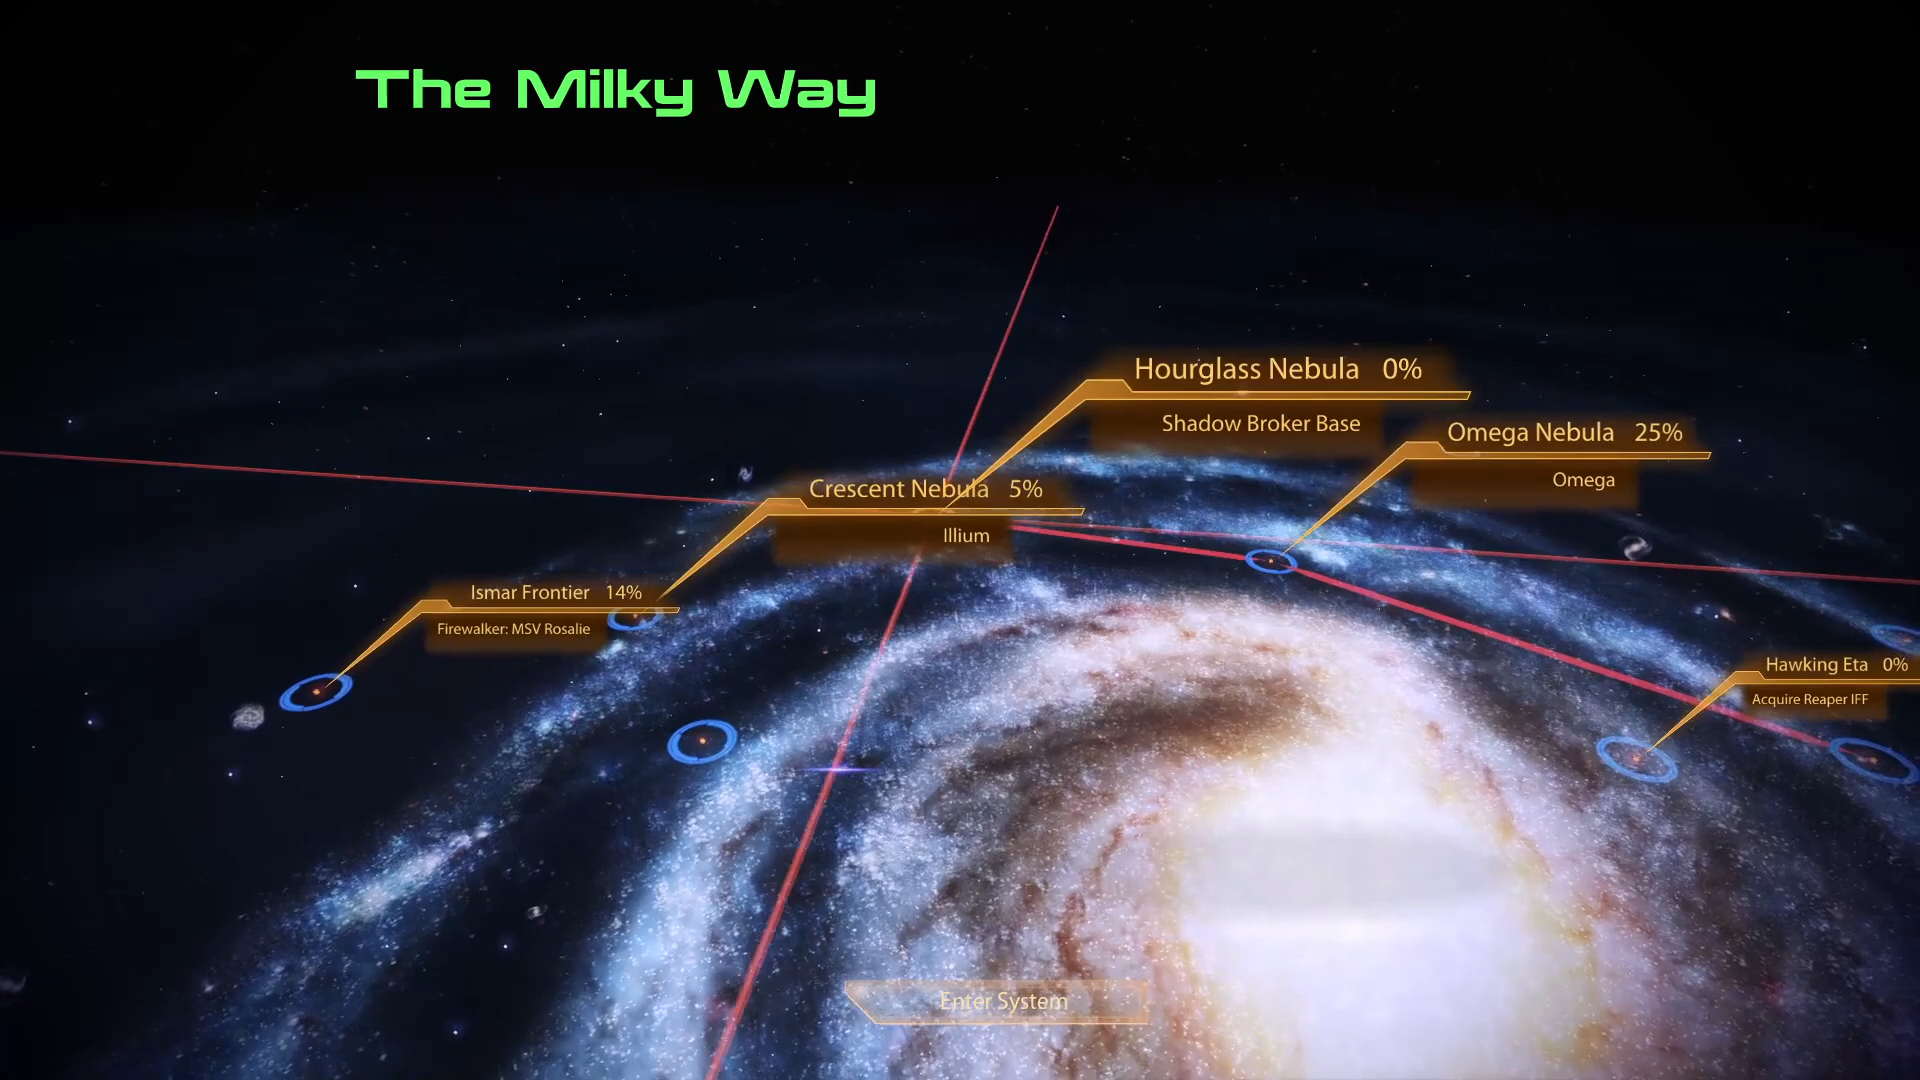 The Milky Way
Hourglass Nebula 0%
Shadow Broker Base
Omega Nebula 25%
Omega
Crescent Nebula 5%
Illium
Ismar Frontier 14%
Firewalker: MSV Rosalie
Hawking Eta 0%
Acquire Reaper IFF
Enter System